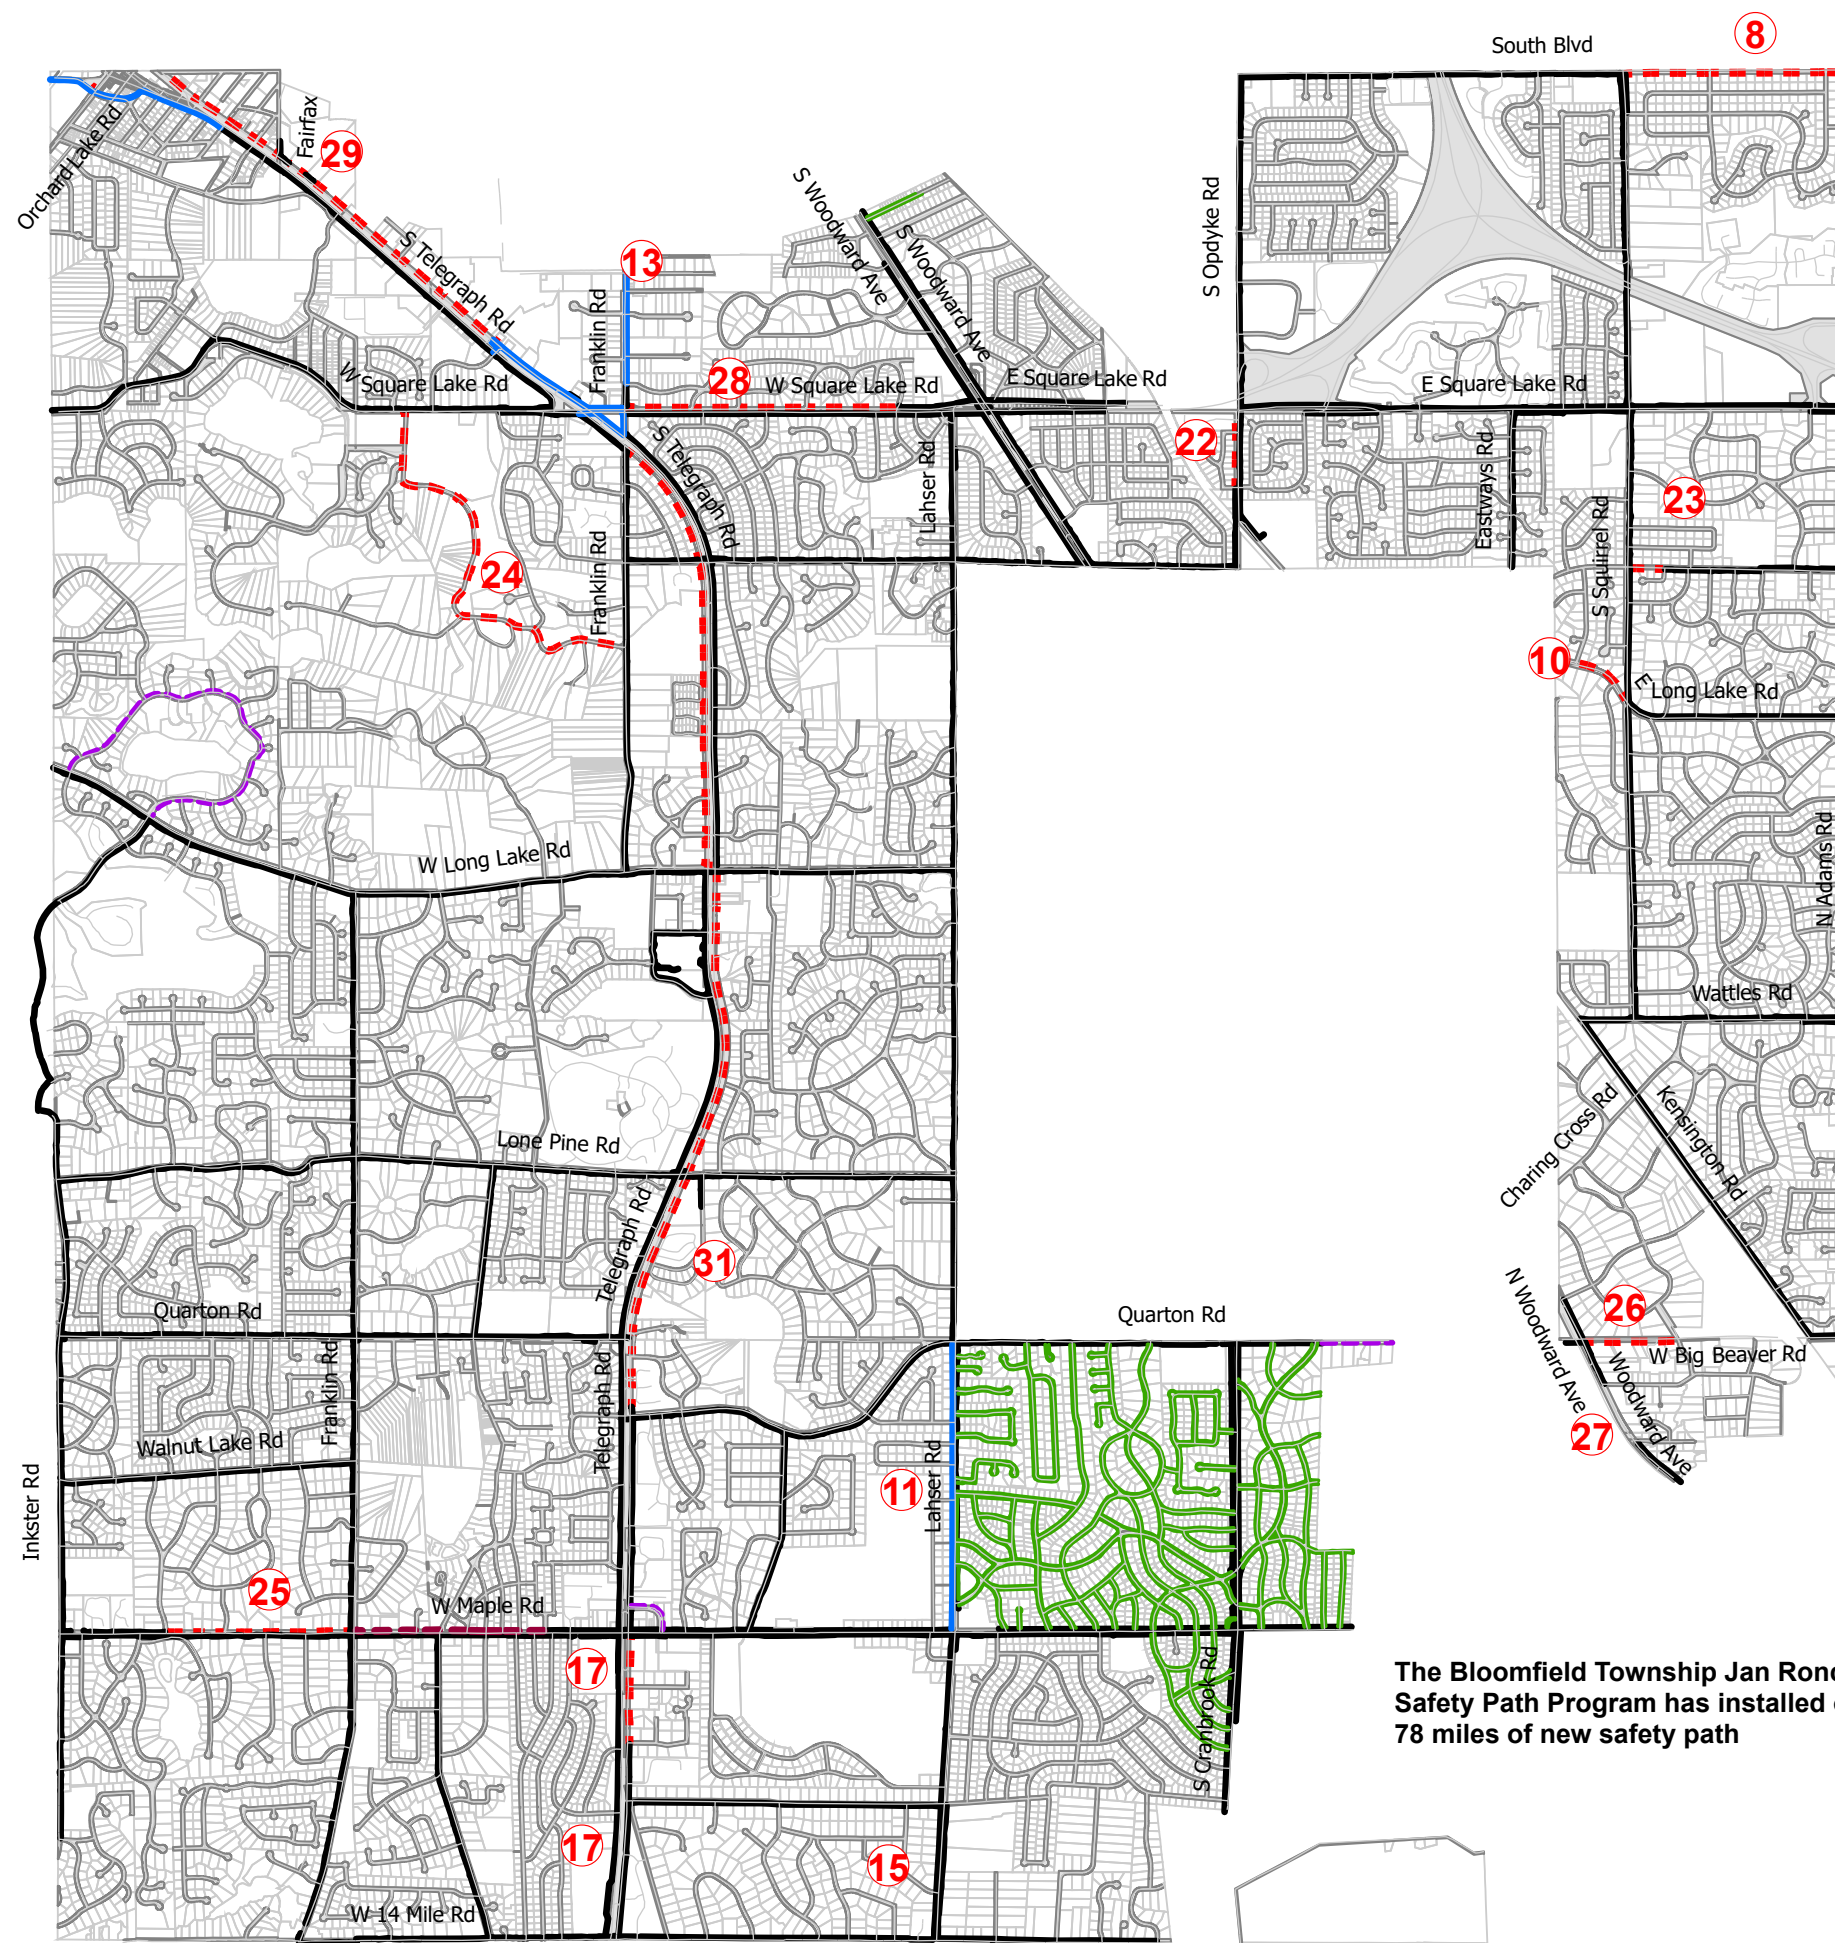 8
South Blvd
Fairfax
29
Orchard Lake Rd
S Telegraph Rd
13
Franklin Rd
S Woodward Ave
S Woodward Ave
S Opdyke Rd
28
W Square Lake Rd
W Square Lake Rd
E Square Lake Rd
E Square Lake Rd
22
S Telegraph Rd
Lahser Rd
Eastways Rd
23
S Squirrel Rd
24
Franklin Rd
10
E Long Lake Rd
W Long Lake Rd
N Adams Rd
Wattles Rd
Charing Cross Rd
Kensington Rd
Lone Pine Rd
Telegraph Rd
31
Quarton Rd
Quarton Rd
26
N Woodward Ave
W Big Beaver Rd
Woodward Ave
27
Franklin Rd
Telegraph Rd
Walnut Lake Rd
Lahser Rd
11
Inkster Rd
25
W Maple Rd
17
S Cranbrook Rd
The Bloomfield Township Jan
Safety Path Program has installed
78 miles of new safety path
17
15
W 14 Mile Rd